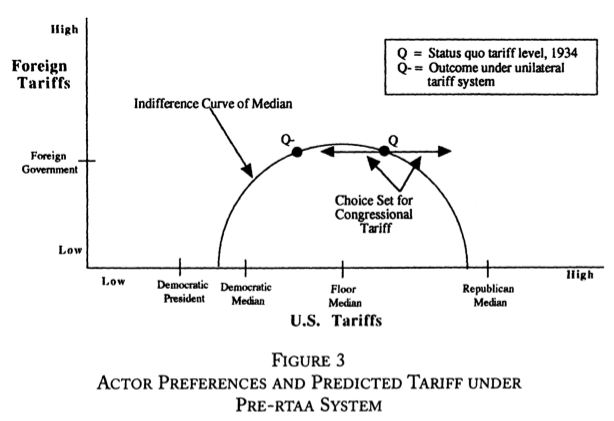 High
Foreign
Tariffs
Q = Status quo tariff level, 1934
Q- = Outcome under unilateral
tariff system
Indifference Curve of Median
Q-
Q
Foreign
Government
Choice Set for
Congressional
Tariff
Low
Low
High
Democratic
President
Democratic
Median
Floor
Median
Republican
Median
U.S. Tariffs
FIGURE 3
ACTOR PREFERENCES AND PREDICTED TARIFF UNDER
PRE-RTAA SYSTEM